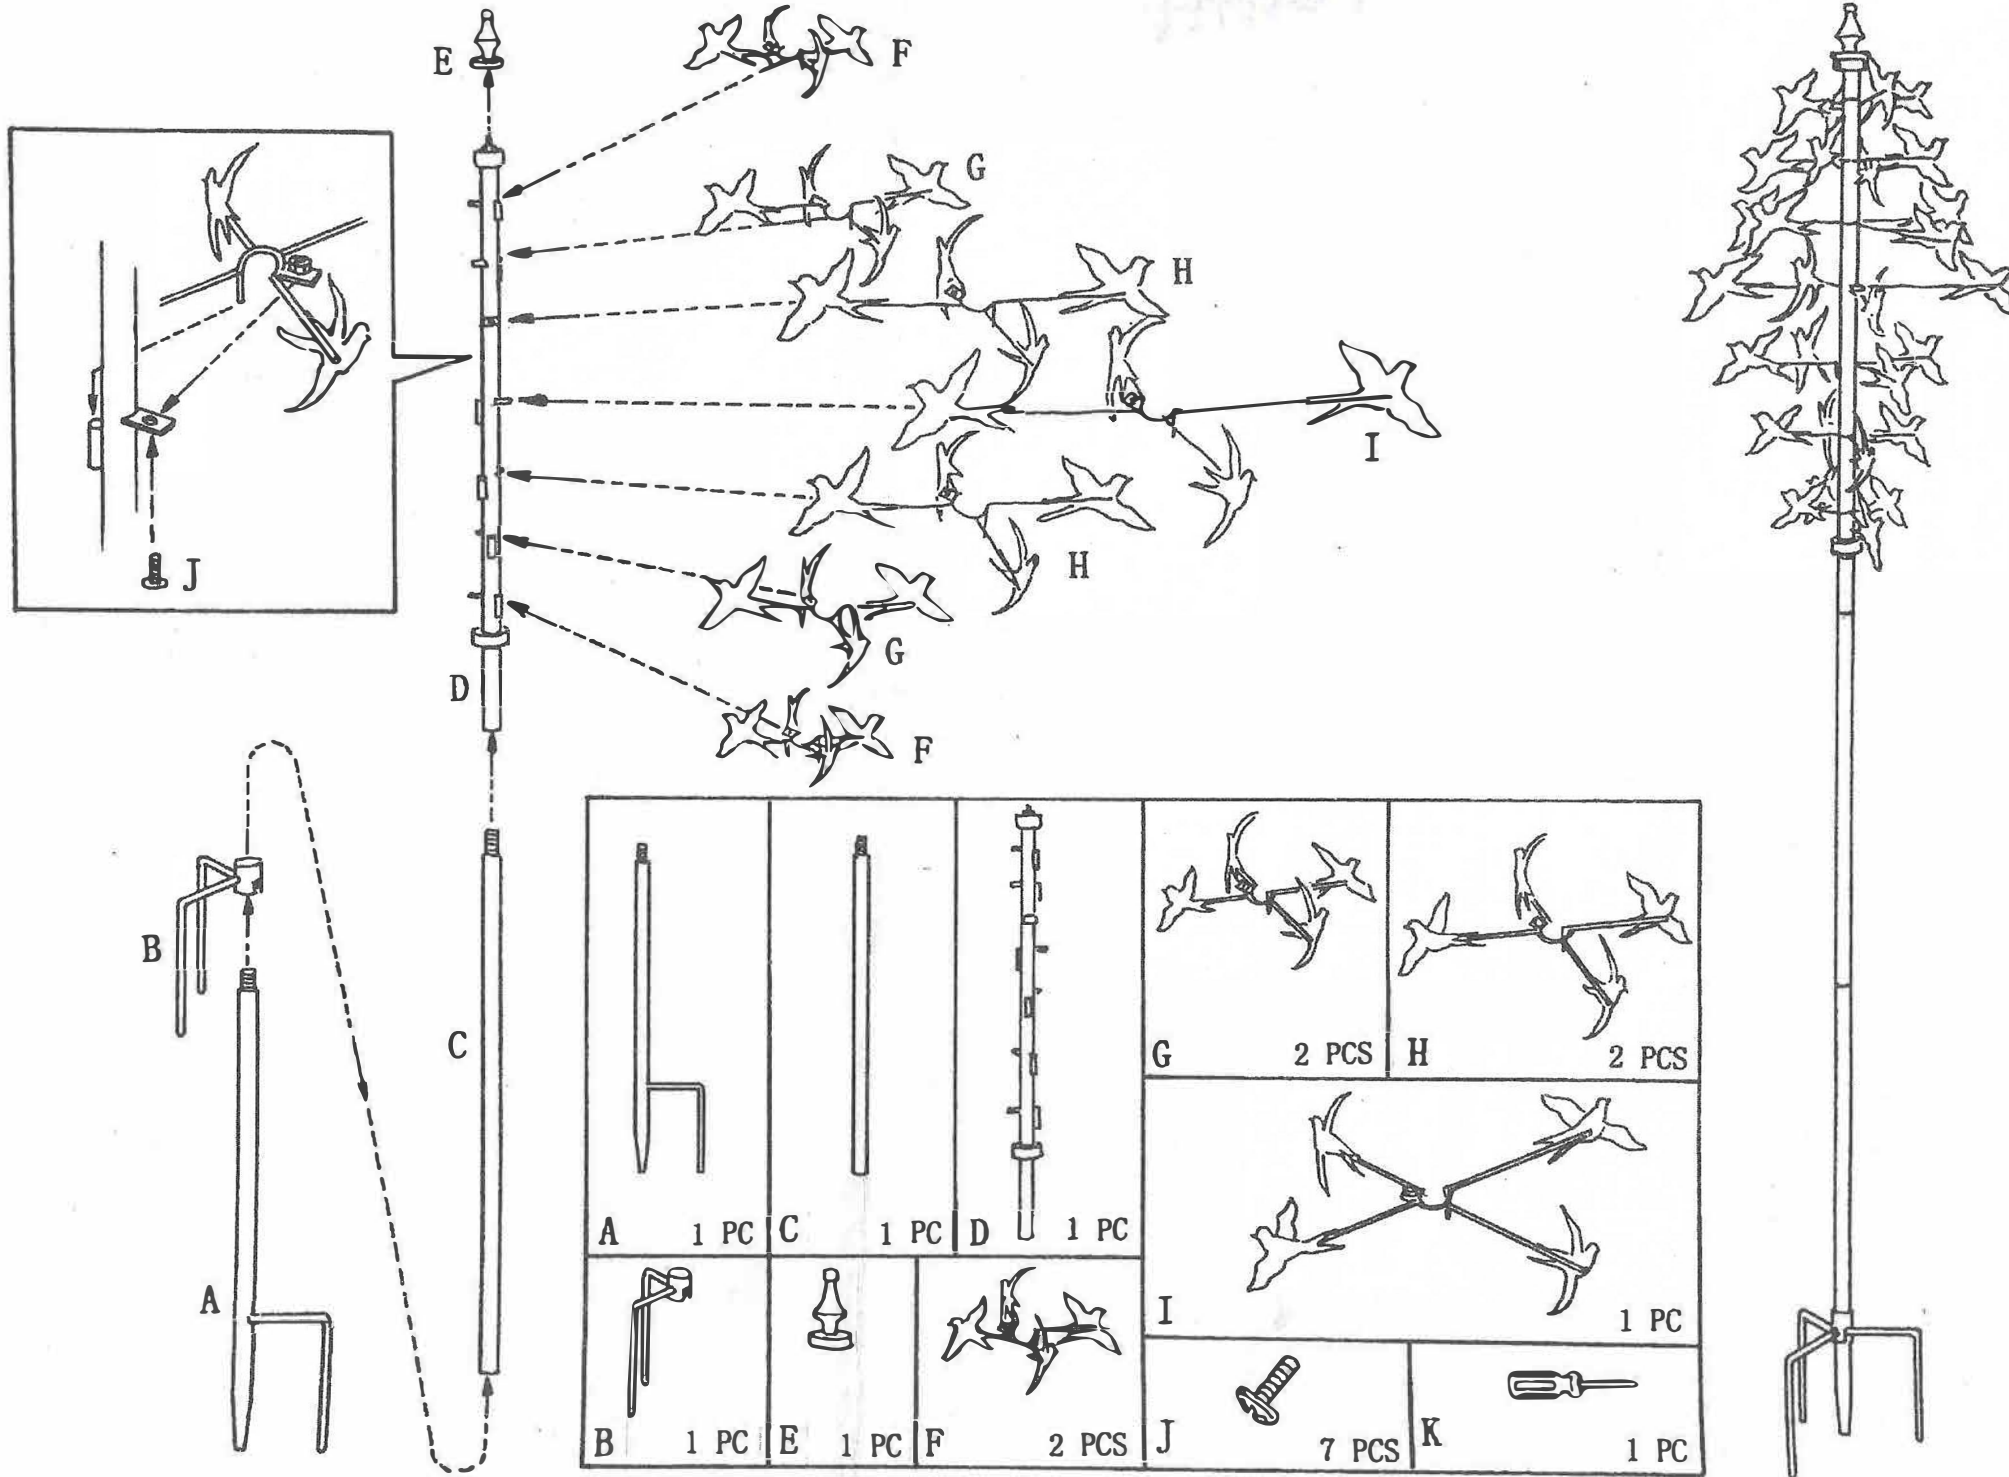 E
F
G
H
I
J
H
G
D
F
B
C
A
A 1 PC
C 1 PC
D 1 PC
G 2 PCS
H 2 PCS
I 1 PC
B 1 PC
E 1 PC
F 2 PCS
J 7 PCS
K 1 PC